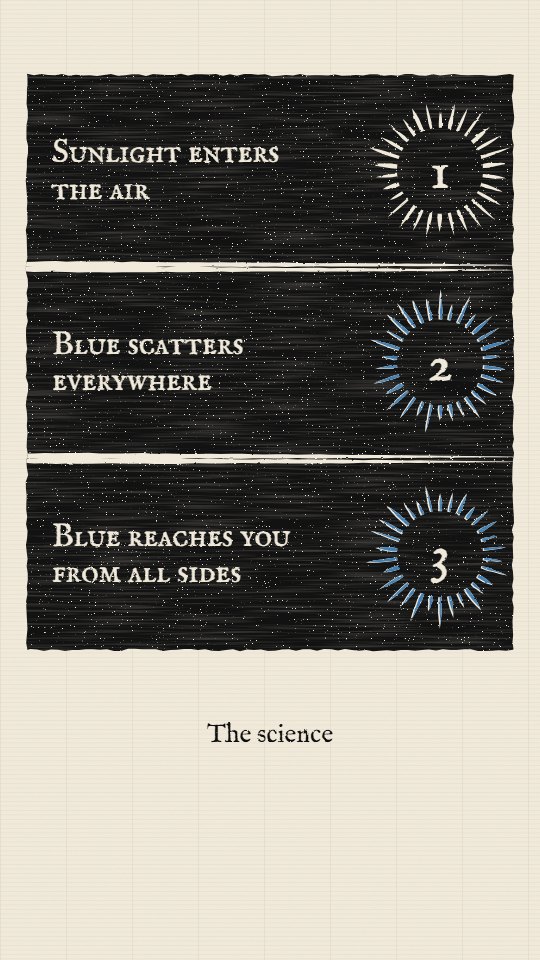 Sunlight enters
the air
1
Blue scatters
everywhere
2
Blue reaches you
from all sides
3
The science